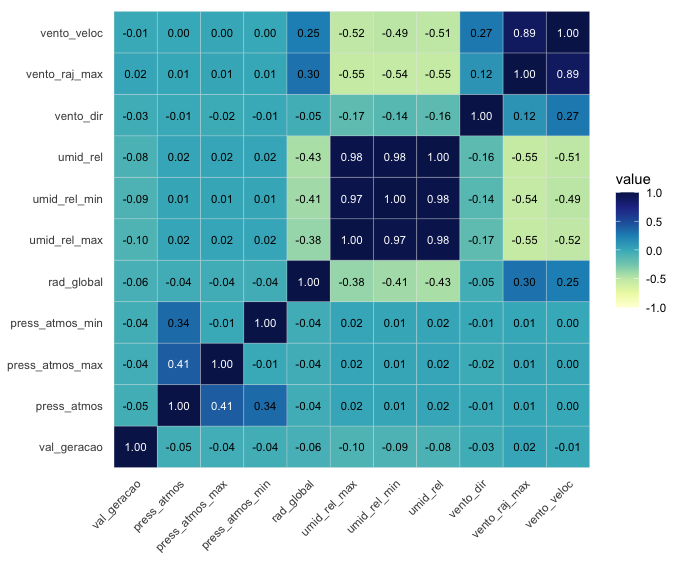 vento_veloc -0.01 0.00 0.00 0.00 0.25 -0.52 -0.49 -0.51 0.27 0.89 1.00
vento_raj_max 0.02 0.01 0.01 0.01 0.30 -0.55 -0.54 -0.55 0.12 1.00 0.89
vento_dir -0.03 -0.01 -0.02 -0.01 -0.05 -0.17 -0.14 -0.16 1.00 0.12 0.27
umid_rel -0.08 0.02 0.02 0.02 -0.43 0.98 0.98 1.00 -0.16 -0.55 -0.51
umid_rel_min -0.09 0.01 0.01 0.02 -0.41 0.97 1.00 0.98 -0.14 -0.54 -0.49
umid_rel_max -0.10 0.02 0.02 0.02 -0.38 1.00 0.97 0.98 -0.17 -0.55 -0.52
rad_global -0.06 -0.04 -0.04 -0.04 1.00 -0.38 -0.41 -0.43 -0.05 0.30 0.25
press_atmos_min -0.04 0.34 -0.01 1.00 -0.04 0.02 0.01 0.02 -0.01 0.01 0.00
press_atmos_max -0.04 0.41 1.00 -0.01 -0.04 0.02 0.01 0.02 -0.02 0.01 0.00
press_atmos -0.05 1.00 0.41 0.34 -0.04 0.02 0.01 0.02 -0.01 0.01 0.00
val_geracao 1.00 -0.05 -0.04 -0.04 -0.06 -0.10 -0.09 -0.08 -0.03 0.02 -0.01
val_geracao
press_atmos
press_atmos_max
press_atmos_min
rad_global
umid_rel_max
umid_rel_min
umid_rel
vento_dir
vento_raj_max
vento_veloc
value
1.0
0.5
0.0
-0.5
-1.0